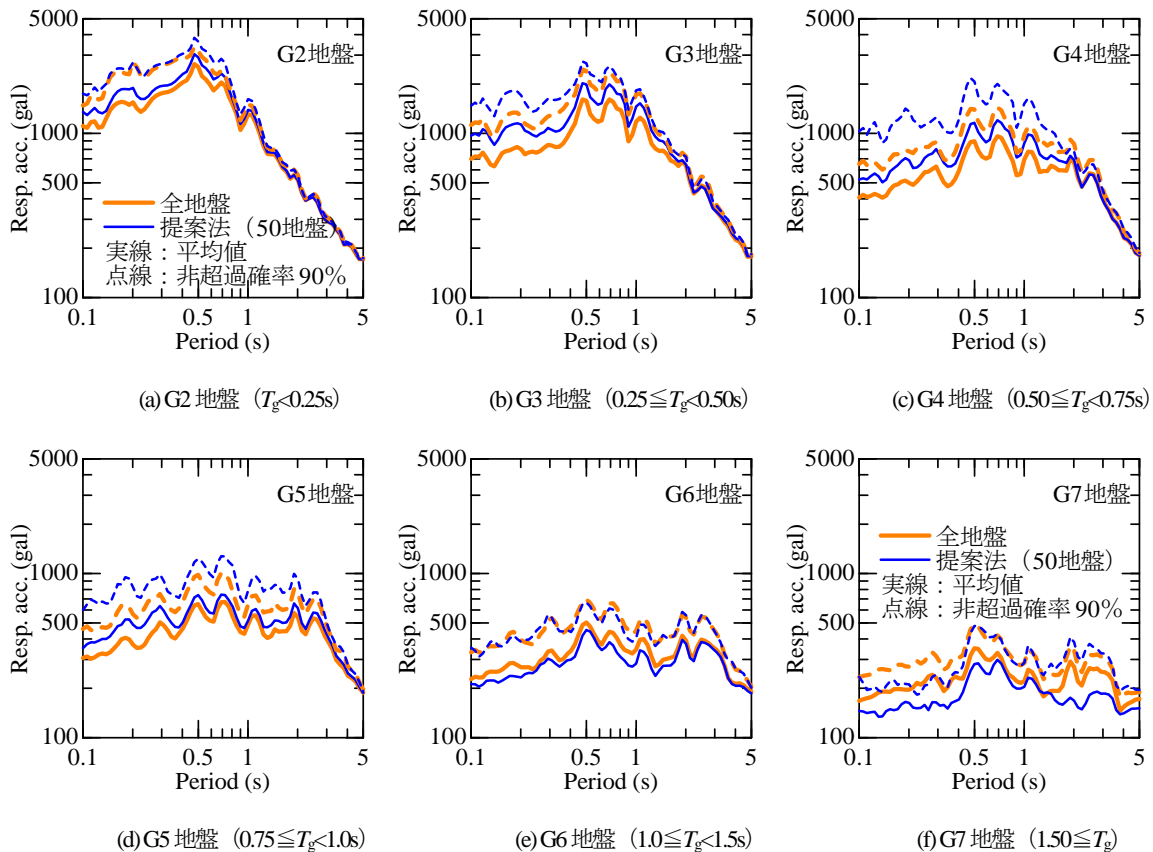 5000
1000
500
100
Resp. acc. (gal)
G2地盤
全地盤
提案法（50地盤）
実線：平均値
点線：非超過確率90%
0.1 0.5 1 5
Period (s)
(a) G2 地盤（Tg<0.25s）
5000
1000
500
100
Resp. acc. (gal)
G3地盤
0.1 0.5 1 5
Period (s)
(b) G3 地盤（0.25≦Tg<0.50s）
5000
1000
500
100
Resp. acc. (gal)
G4地盤
0.1 0.5 1 5
Period (s)
(c) G4 地盤（0.50≦Tg<0.75s）
5000
1000
500
100
Resp. acc. (gal)
G5地盤
0.1 0.5 1 5
Period (s)
(d) G5 地盤（0.75≦Tg<1.0s）
5000
1000
500
100
Resp. acc. (gal)
G6地盤
0.1 0.5 1 5
Period (s)
(e) G6 地盤（1.0≦Tg<1.5s）
5000
1000
500
100
Resp. acc. (gal)
G7地盤
全地盤
提案法（50地盤）
実線：平均値
点線：非超過確率90%
0.1 0.5 1 5
Period (s)
(f) G7 地盤（1.50≦Tg）